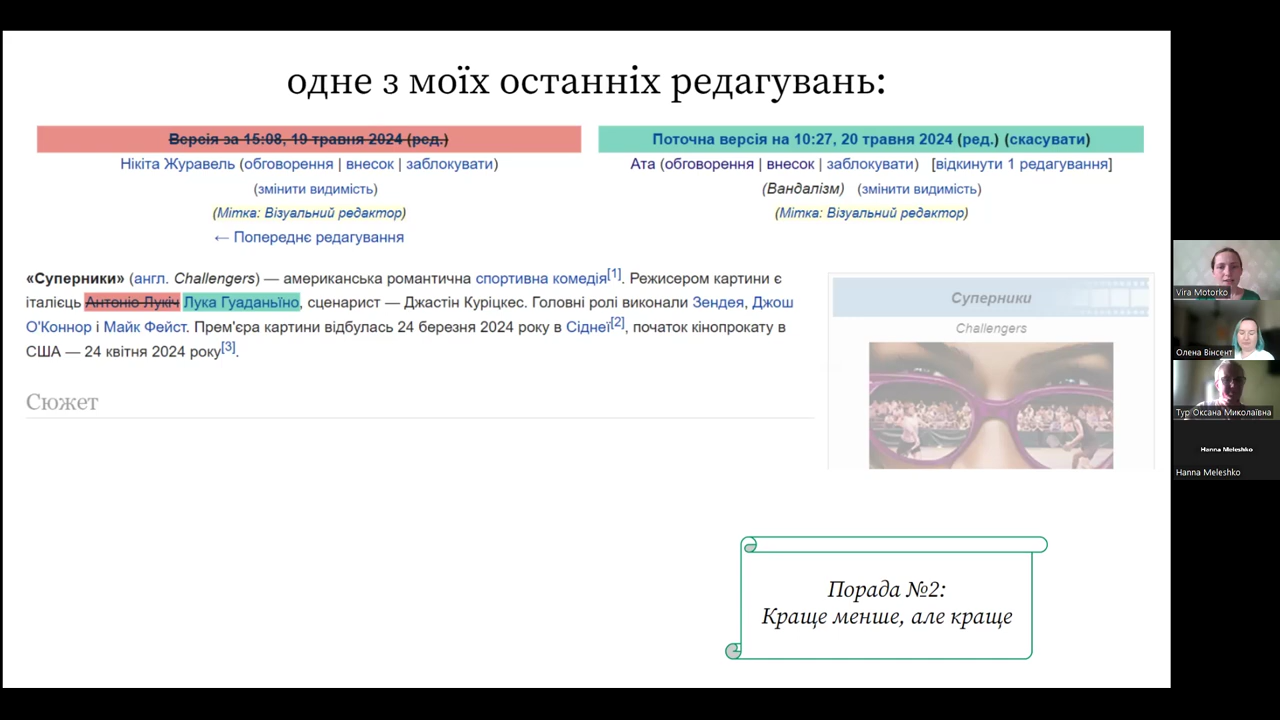 одне з моїх останніх редагувань:
Версія за 15:08, 19 травня 2024 (ред.)
Нікіта Журавель (обговорення | внесок | заблокувати)
(змінити видимість)
(Мітка: Візуальний редактор)
← Попереднє редагування
Поточна версія на 10:27, 20 травня 2024 (ред.) (скасувати)
Ата (обговорення | внесок | заблокувати) [відкинути 1 редагування]
(Вандалізм) (змінити видимість)
(Мітка: Візуальний редактор)
«Суперники» (англ. Challengers) — американська романтична спортивна комедія[1]. Режисером картини є
італієць Антоніо Лукіч Лука Гуаданьїно, сценарист — Джастін Куріцкес. Головні ролі виконали Зендея, Джош
О'Коннор і Майк Фейст. Прем'єра картини відбулась 24 березня 2024 року в Сіднеї[2], початок кінопрокату в
США — 24 квітня 2024 року[3].
Сюжет
Суперники
Challengers
Порада №2:
Краще менше, але краще
Vira Motorko
Олена Вінсент
Тур Оксана Миколаївна
Hanna Meleshko
Hanna Meleshko